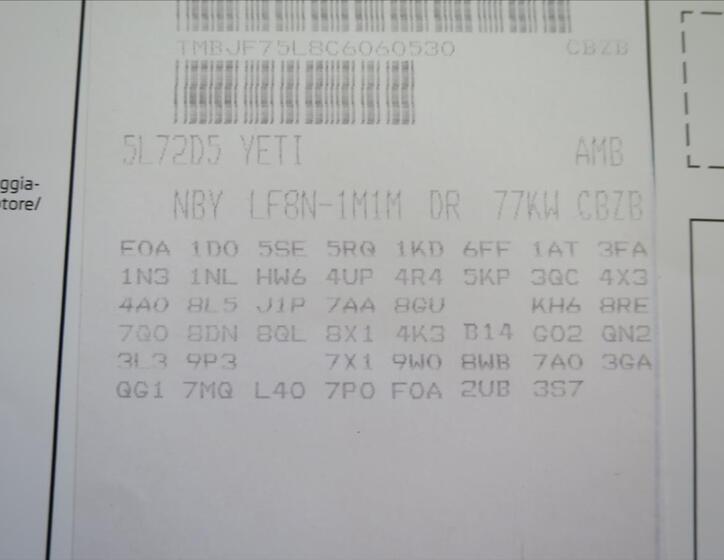 TMBJF75L8C6060530 CBZB
5L72D5 YETI AMB
NBY LF8N-1M1M DR 77KW CBZB
E0A 1D0 5SE 5RQ 1KD 6FF 1AT 3FA
1N3 1NL HW6 4UP 4R4 5KP 3QC 4X3
4A0 8L5 J1P 7AA 8GU KH6 8RE
7Q0 8DN 8QL 8X1 4K3 B14 G02 QN2
3L3 9P3 7X1 9W0 8WB 7A0 3GA
QG1 7MQ L40 7P0 F0A 2UB 3S7
ggia-
tore/